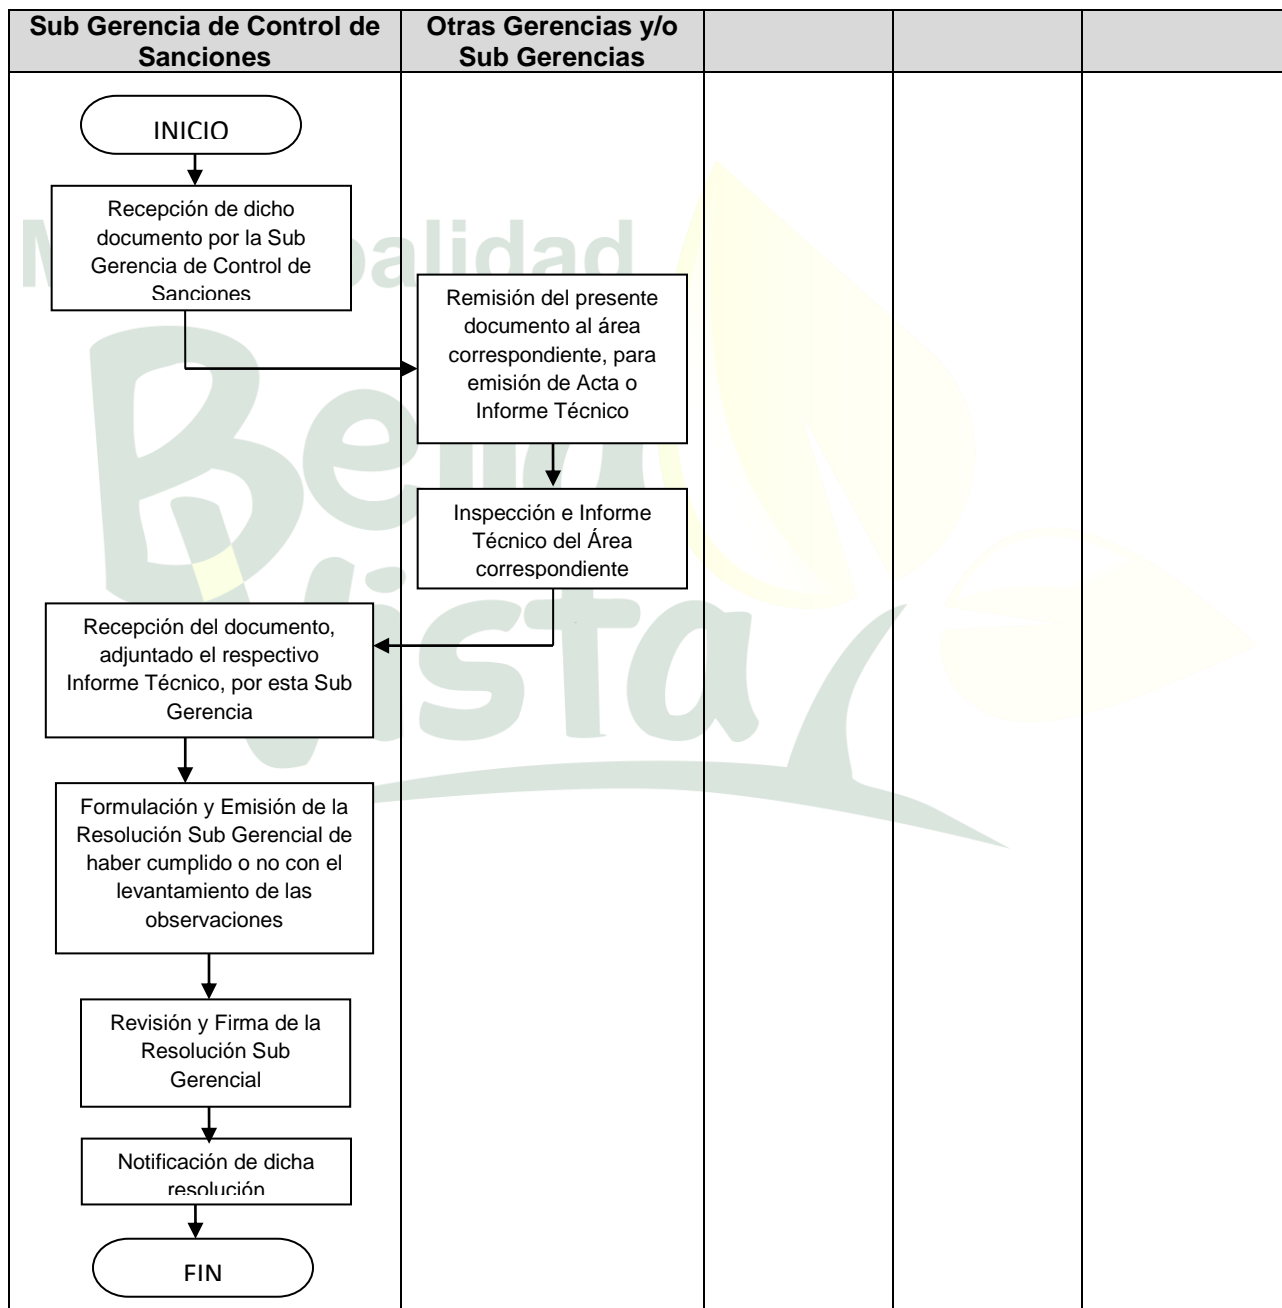 Sub Gerencia de Control de
Sanciones
Otras Gerencias y/o
Sub Gerencias
INICIO
Recepción de dicho
documento por la Sub
Gerencia de Control de
Sanciones
Remisión del presente
documento al área
correspondiente, para
emisión de Acta o
Informe Técnico
Inspección e Informe
Técnico del Área
correspondiente
Recepción del documento,
adjuntado el respectivo
Informe Técnico, por esta Sub
Gerencia
Formulación y Emisión de la
Resolución Sub Gerencial de
haber cumplido o no con el
levantamiento de las
observaciones
Revisión y Firma de la
Resolución Sub
Gerencial
Notificación de dicha
resolución
FIN
Bella
Vista